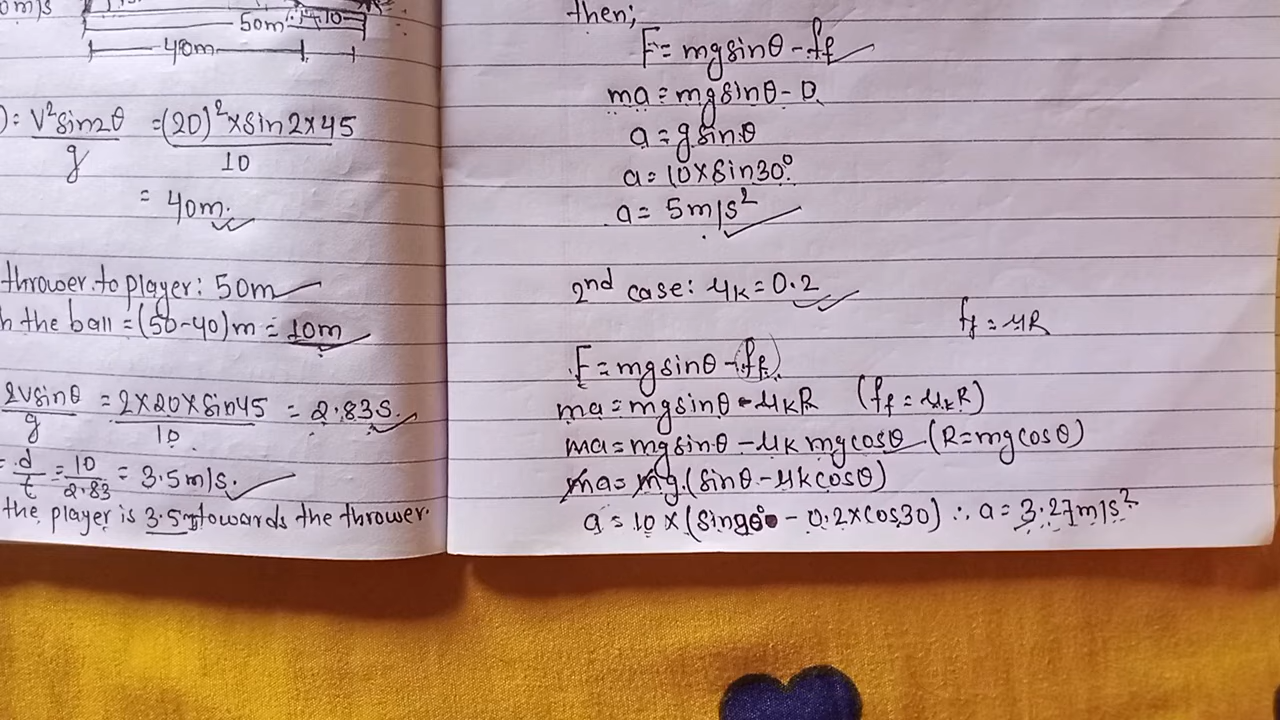 0m/s
50m
40m
V²sin2θ/g = (20)²×sin2×45/10
= 40m.
thrower to player: 50m
the ball = (50-40)m = 10m
2Vsinθ/g = 2×20×sin45/10 = 2.83s.
= d/t = 10/2.83 = 3.5m/s.
the player is 3.5 towards the thrower.
then;
F = mgsinθ - ff
ma = mgsinθ - 0
a = gsinθ
a = 10×sin30°
a = 5m/s²
2nd case: μK = 0.2
ff = μR
F = mgsinθ - ff
ma = mgsinθ - μKR (ff = μKR)
ma = mgsinθ - μK mgcosθ (R = mgcosθ)
ma = mg.(sinθ - μKcosθ)
a = 10 × ( - 0.2×cos30) ∴ a = 3.27m/s²